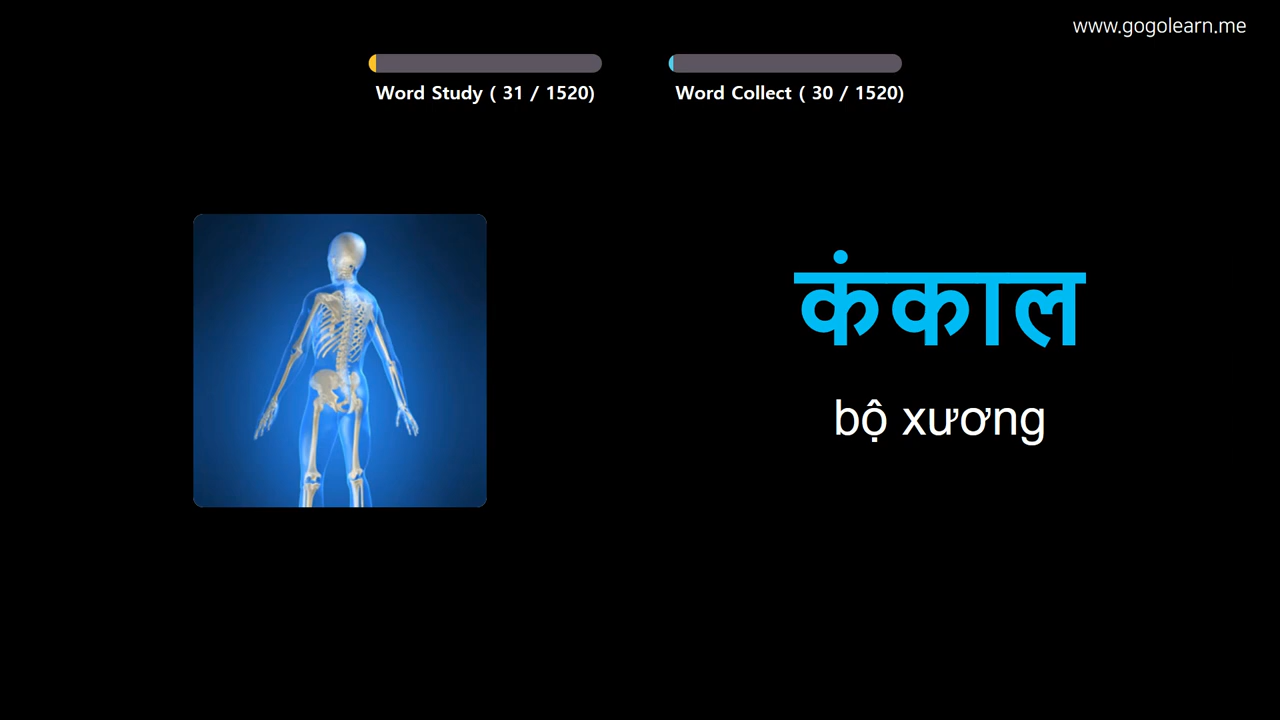 www.gogolearn.me
Word Study ( 31 / 1520)
Word Collect ( 30 / 1520)
कंकाल
bộ xương